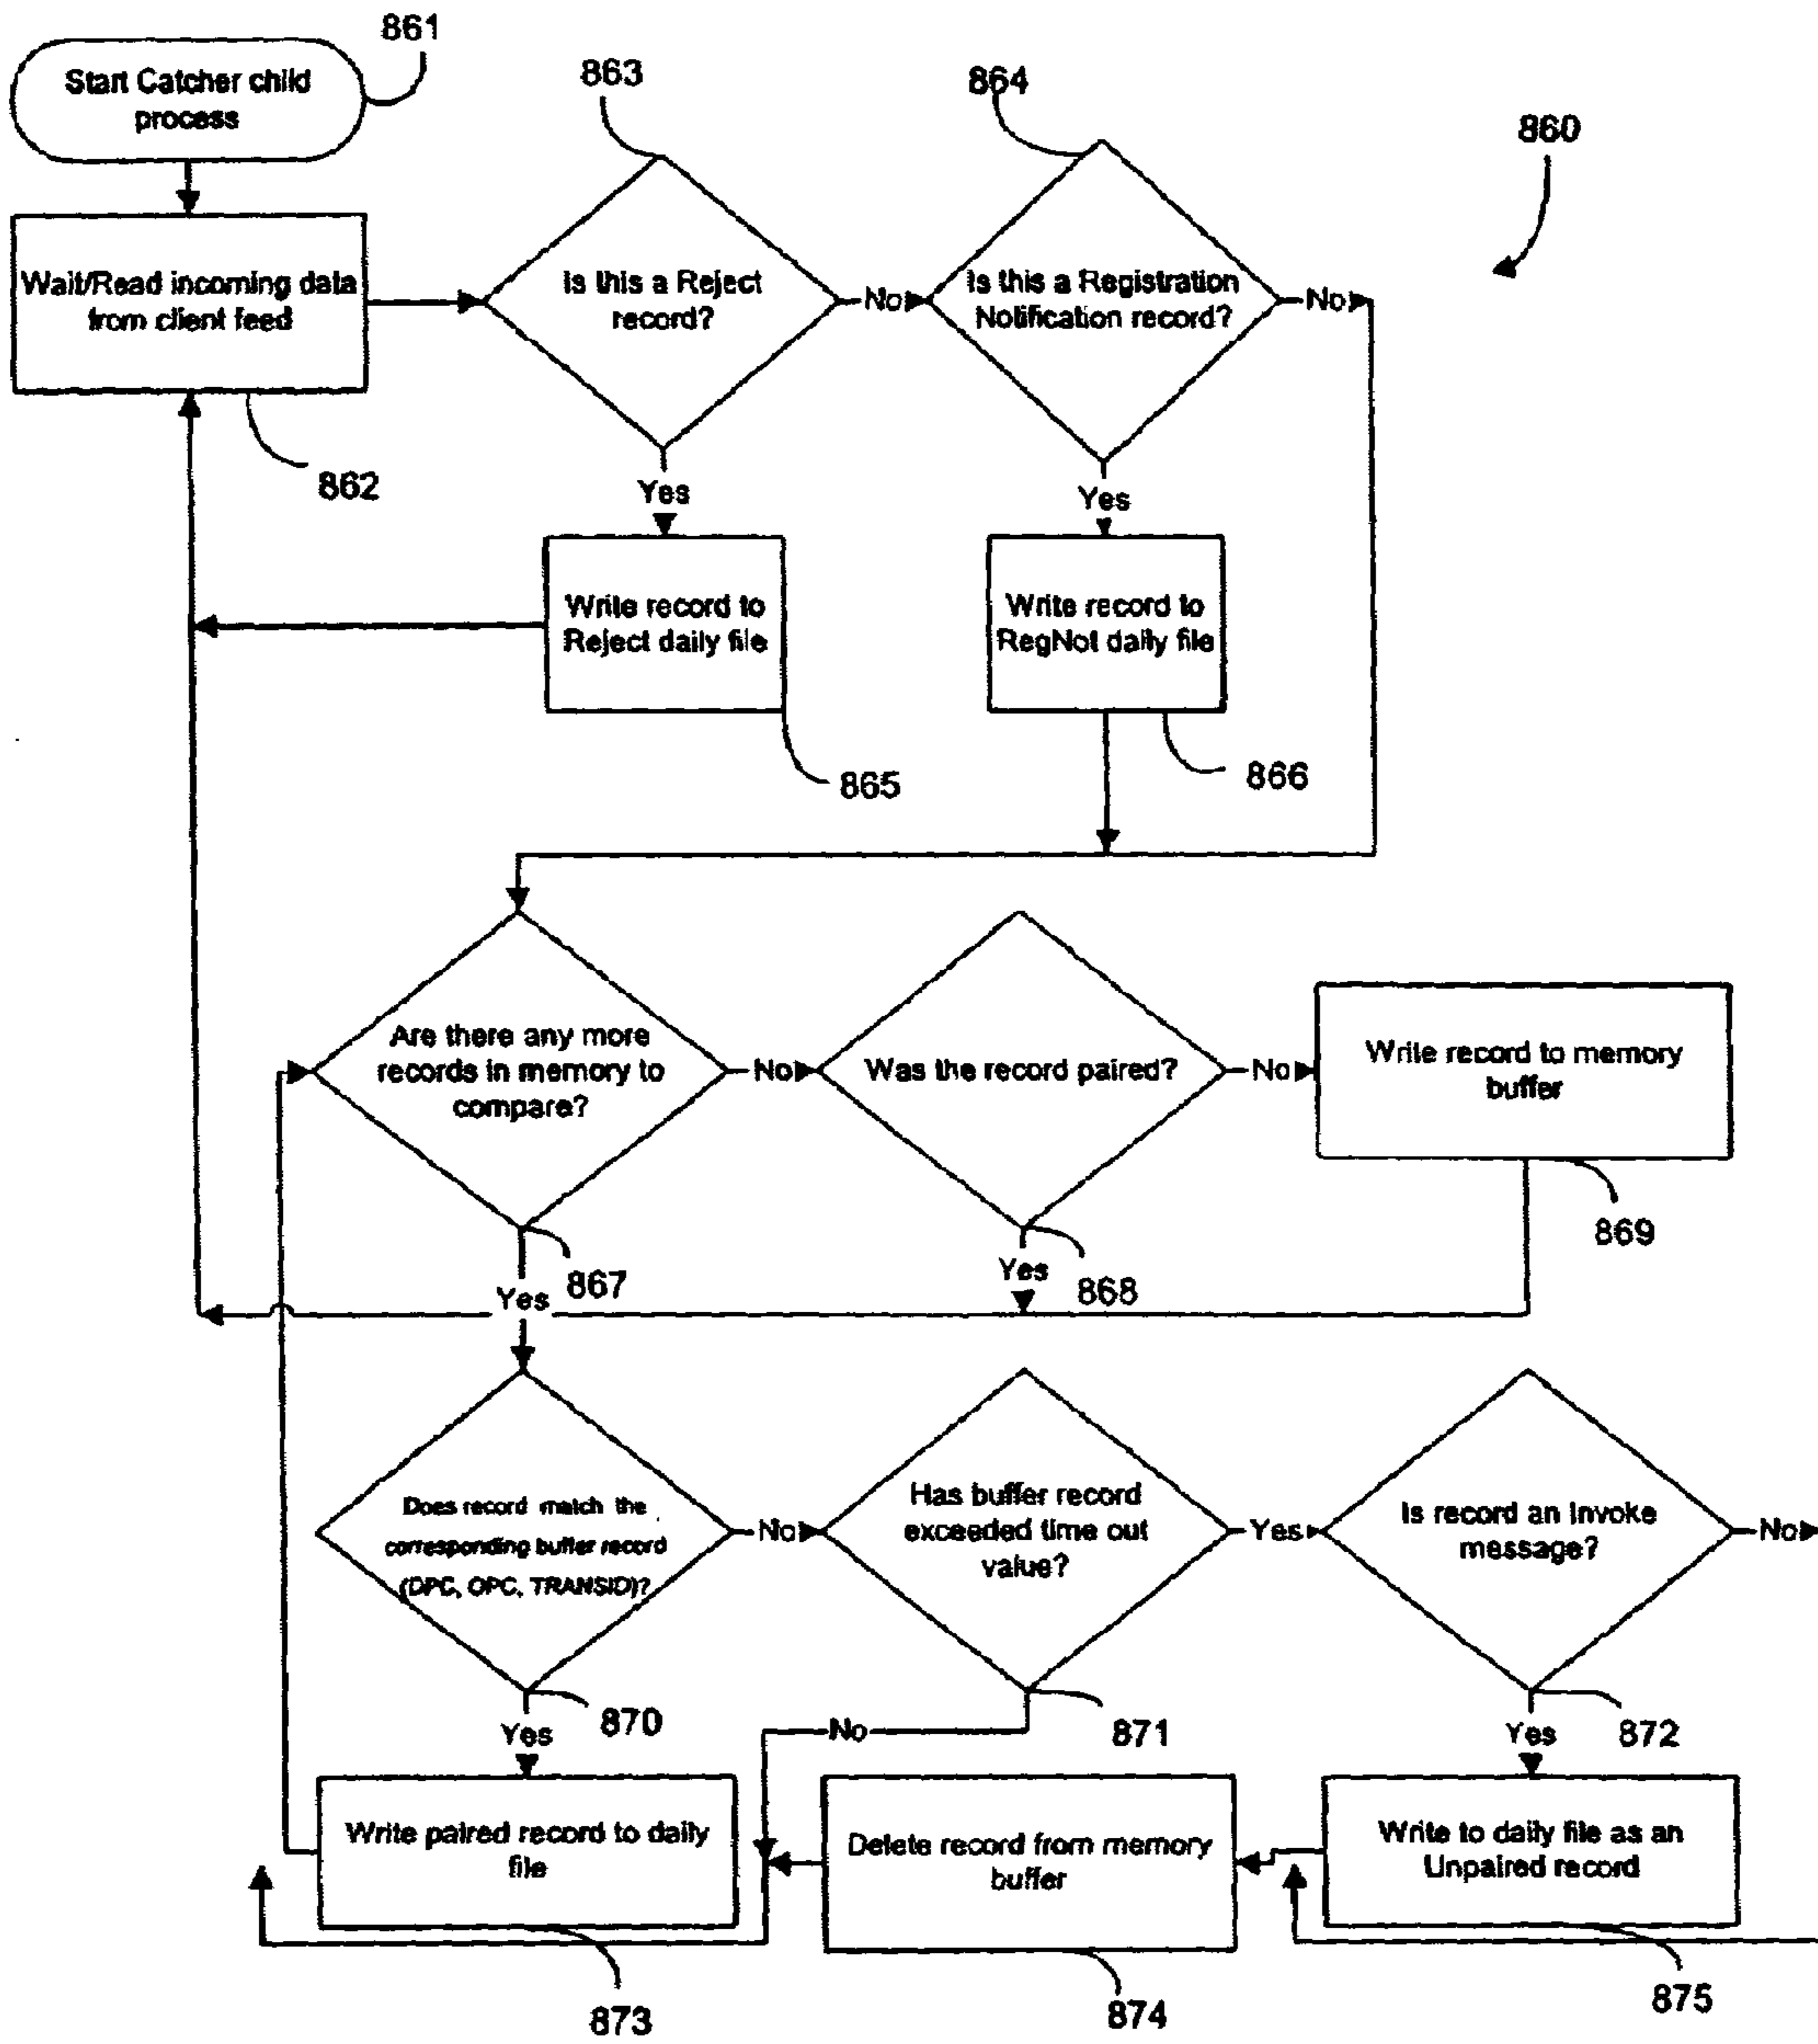 861
Start Catcher child
process
863
864
860
Wait/Read incoming data
from client feed
Is this a Reject
record?
No
Is this a Registration
Notification record?
No
862
Yes
Yes
Write record to
Reject daily file
Write record to
RegNot daily file
865
866
Are there any more
records in memory to
compare?
No
Was the record paired?
No
Write record to memory
buffer
869
867
Yes
868
Yes
Does record match the
corresponding buffer record
(DPC, OPC, TRANSID)?
No
Has buffer record
exceeded time out
value?
Yes
Is record an Invoke
message?
No
870
Yes
No
871
872
Yes
Write paired record to daily
file
Delete record from memory
buffer
Write to daily file as an
Unpaired record
873
874
875